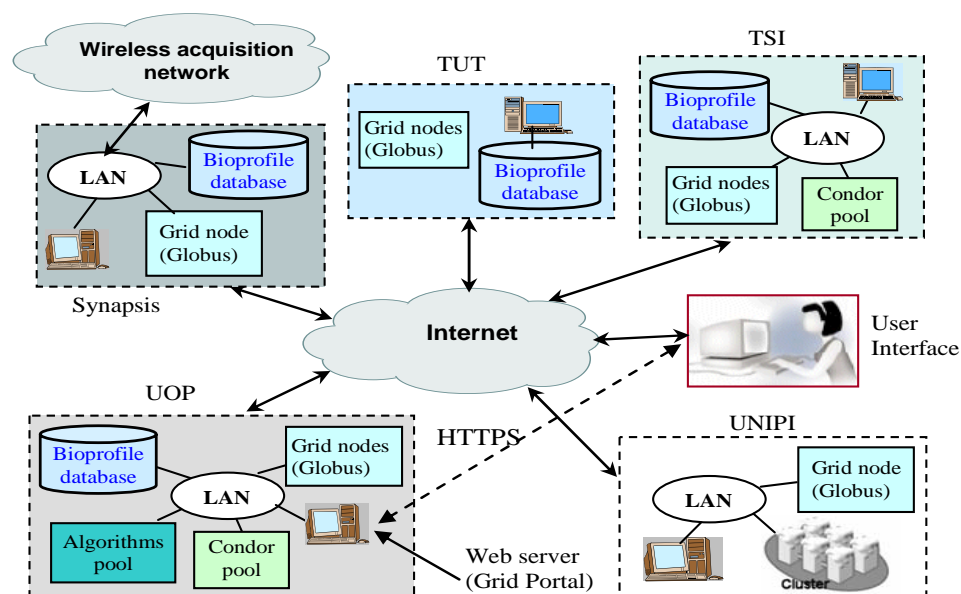 Wireless acquisition
network
TUT
TSI
Bioprofile
database
LAN
Grid node
(Globus)
Synapsis
Grid nodes
(Globus)
Bioprofile
database
Bioprofile
database
LAN
Grid nodes
(Globus)
Condor
pool
Internet
User
Interface
UOP
HTTPS
UNIPI
Bioprofile
database
Grid nodes
(Globus)
LAN
Algorithms
pool
Condor
pool
Web server
(Grid Portal)
Grid node
(Globus)
LAN
Cluster